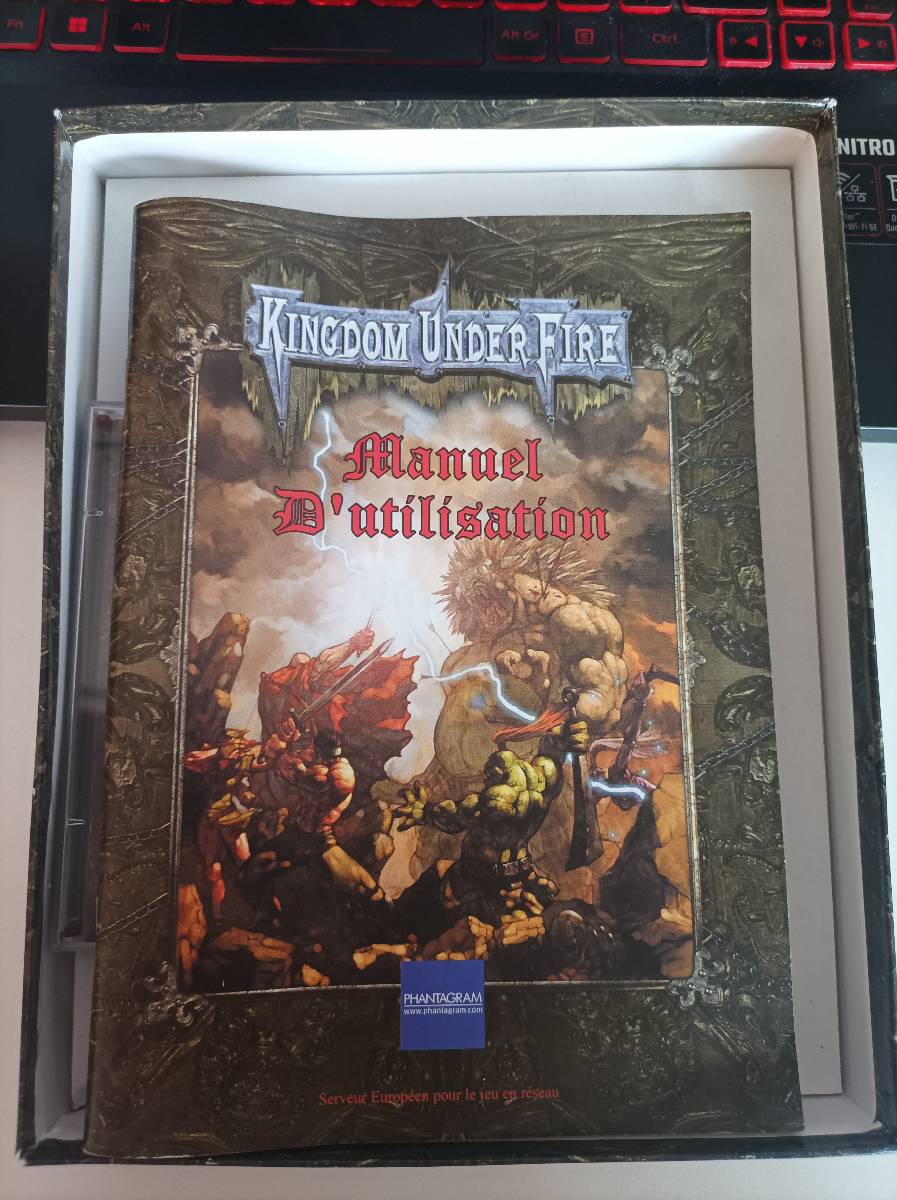 Fn
Alt
Alt Gr
Ctrl
NITRO
KINGDOM UNDER FIRE
Manuel
D'utilisation
PHANTAGRAM
www.phantagram.com
Serveur Européen pour le jeu en réseau